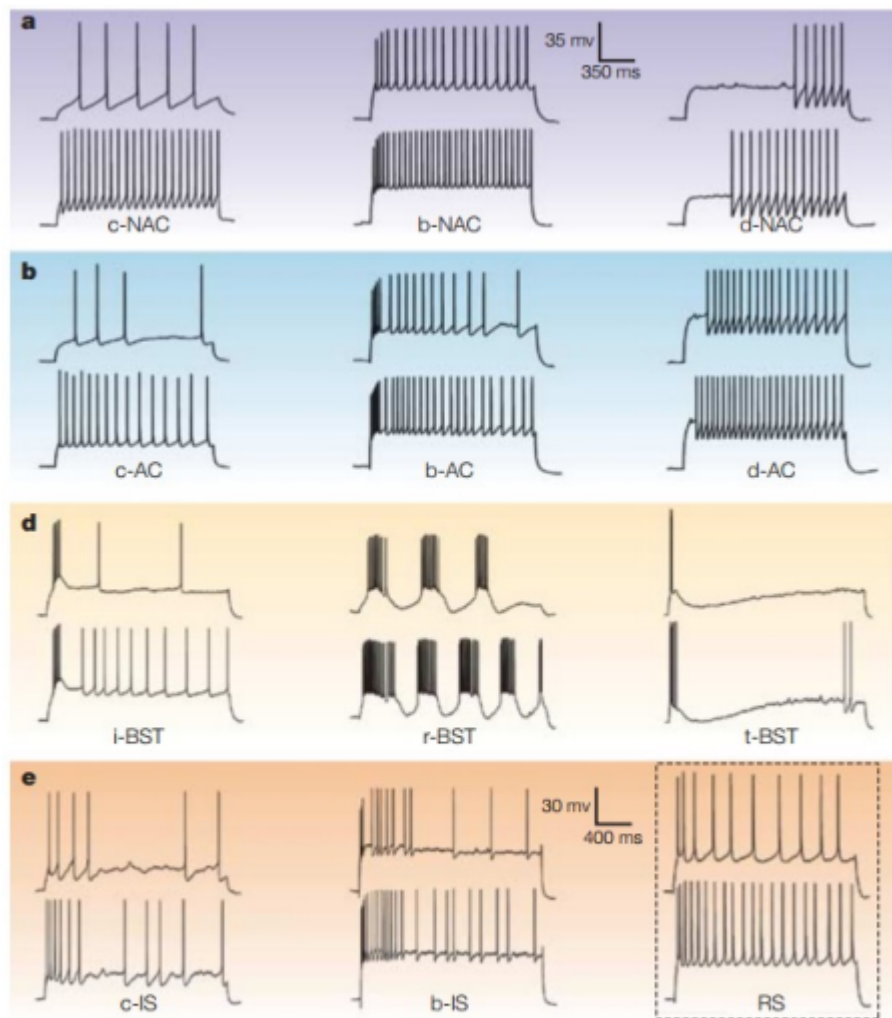 a
35 mv
350 ms
c-NAC
b-NAC
d-NAC
b
c-AC
b-AC
d-AC
d
i-BST
r-BST
t-BST
e
30 mv
400 ms
c-IS
b-IS
RS